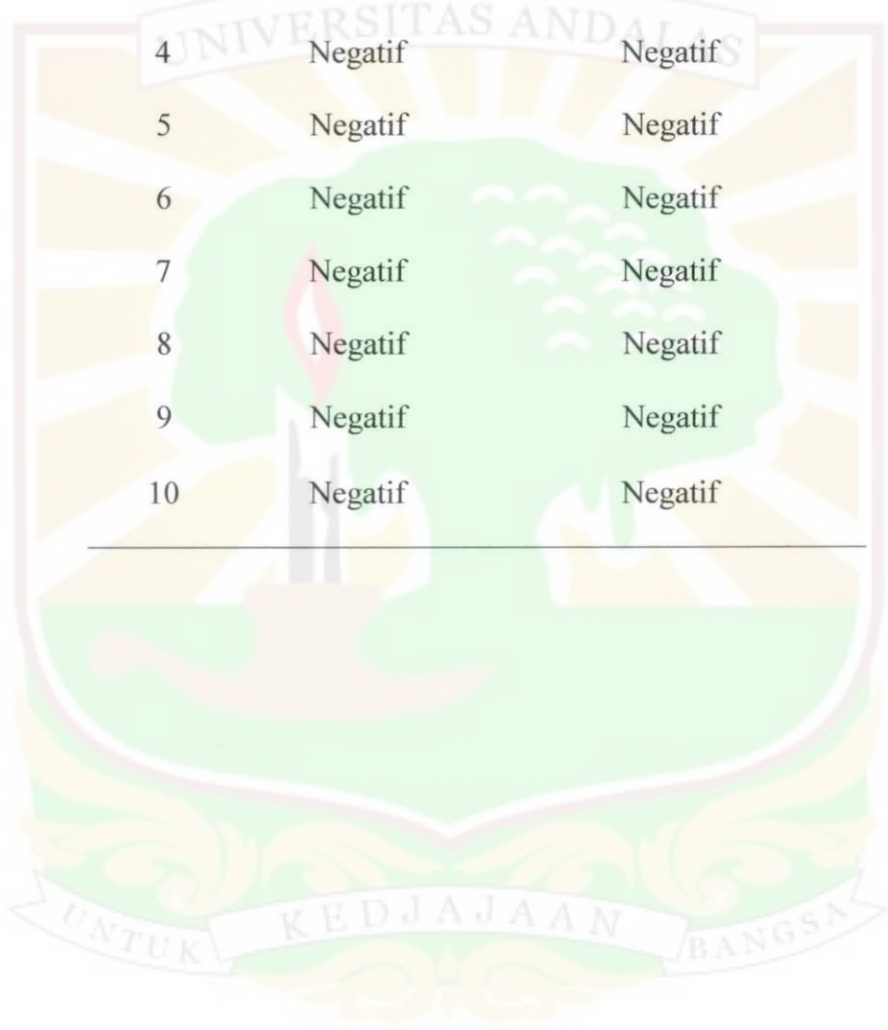 UNIVERSITAS ANDALAS
4 Negatif Negatif
5 Negatif Negatif
6 Negatif Negatif
7 Negatif Negatif
8 Negatif Negatif
9 Negatif Negatif
10 Negatif Negatif
UNTUK KEDJAJAAN BANGSA